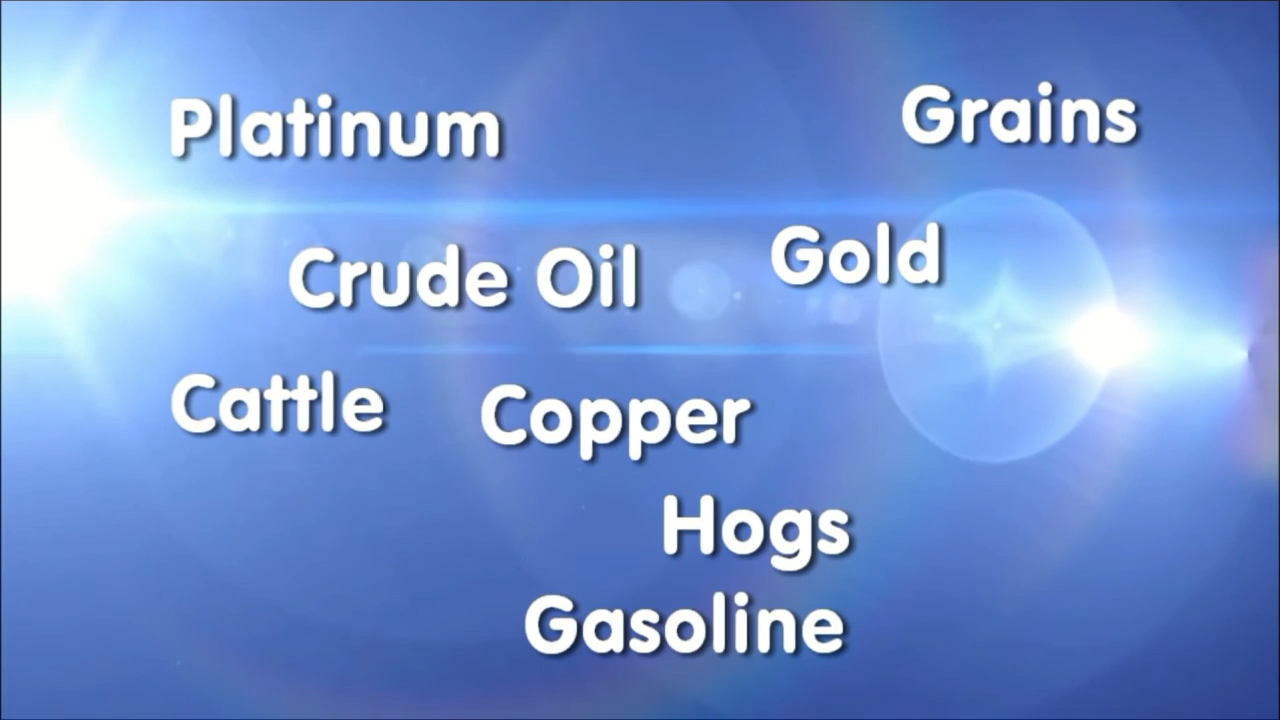 Platinum
Grains
Crude Oil
Gold
Cattle
Copper
Hogs
Gasoline